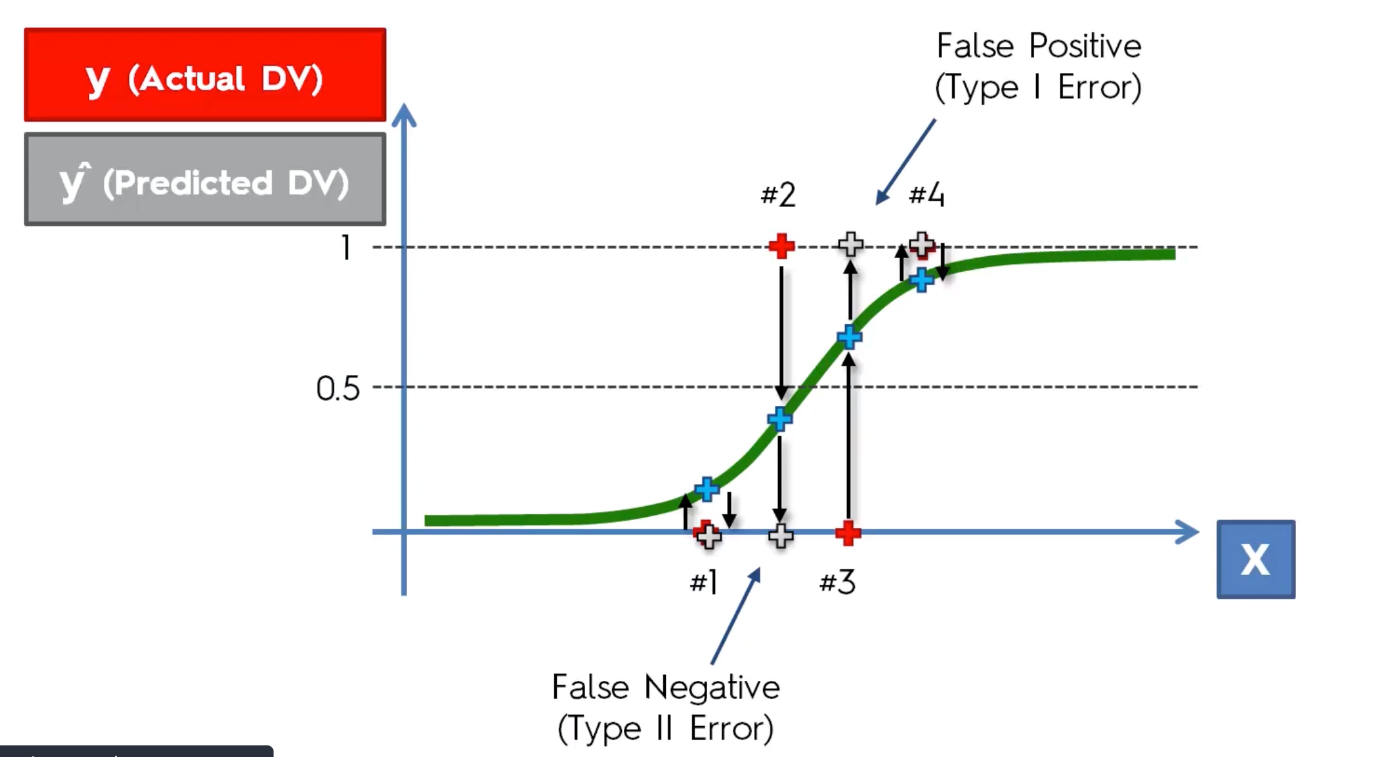 y (Actual DV)
ŷ (Predicted DV)
False Positive
(Type I Error)
#2
#4
1
0.5
#1
#3
X
False Negative
(Type II Error)